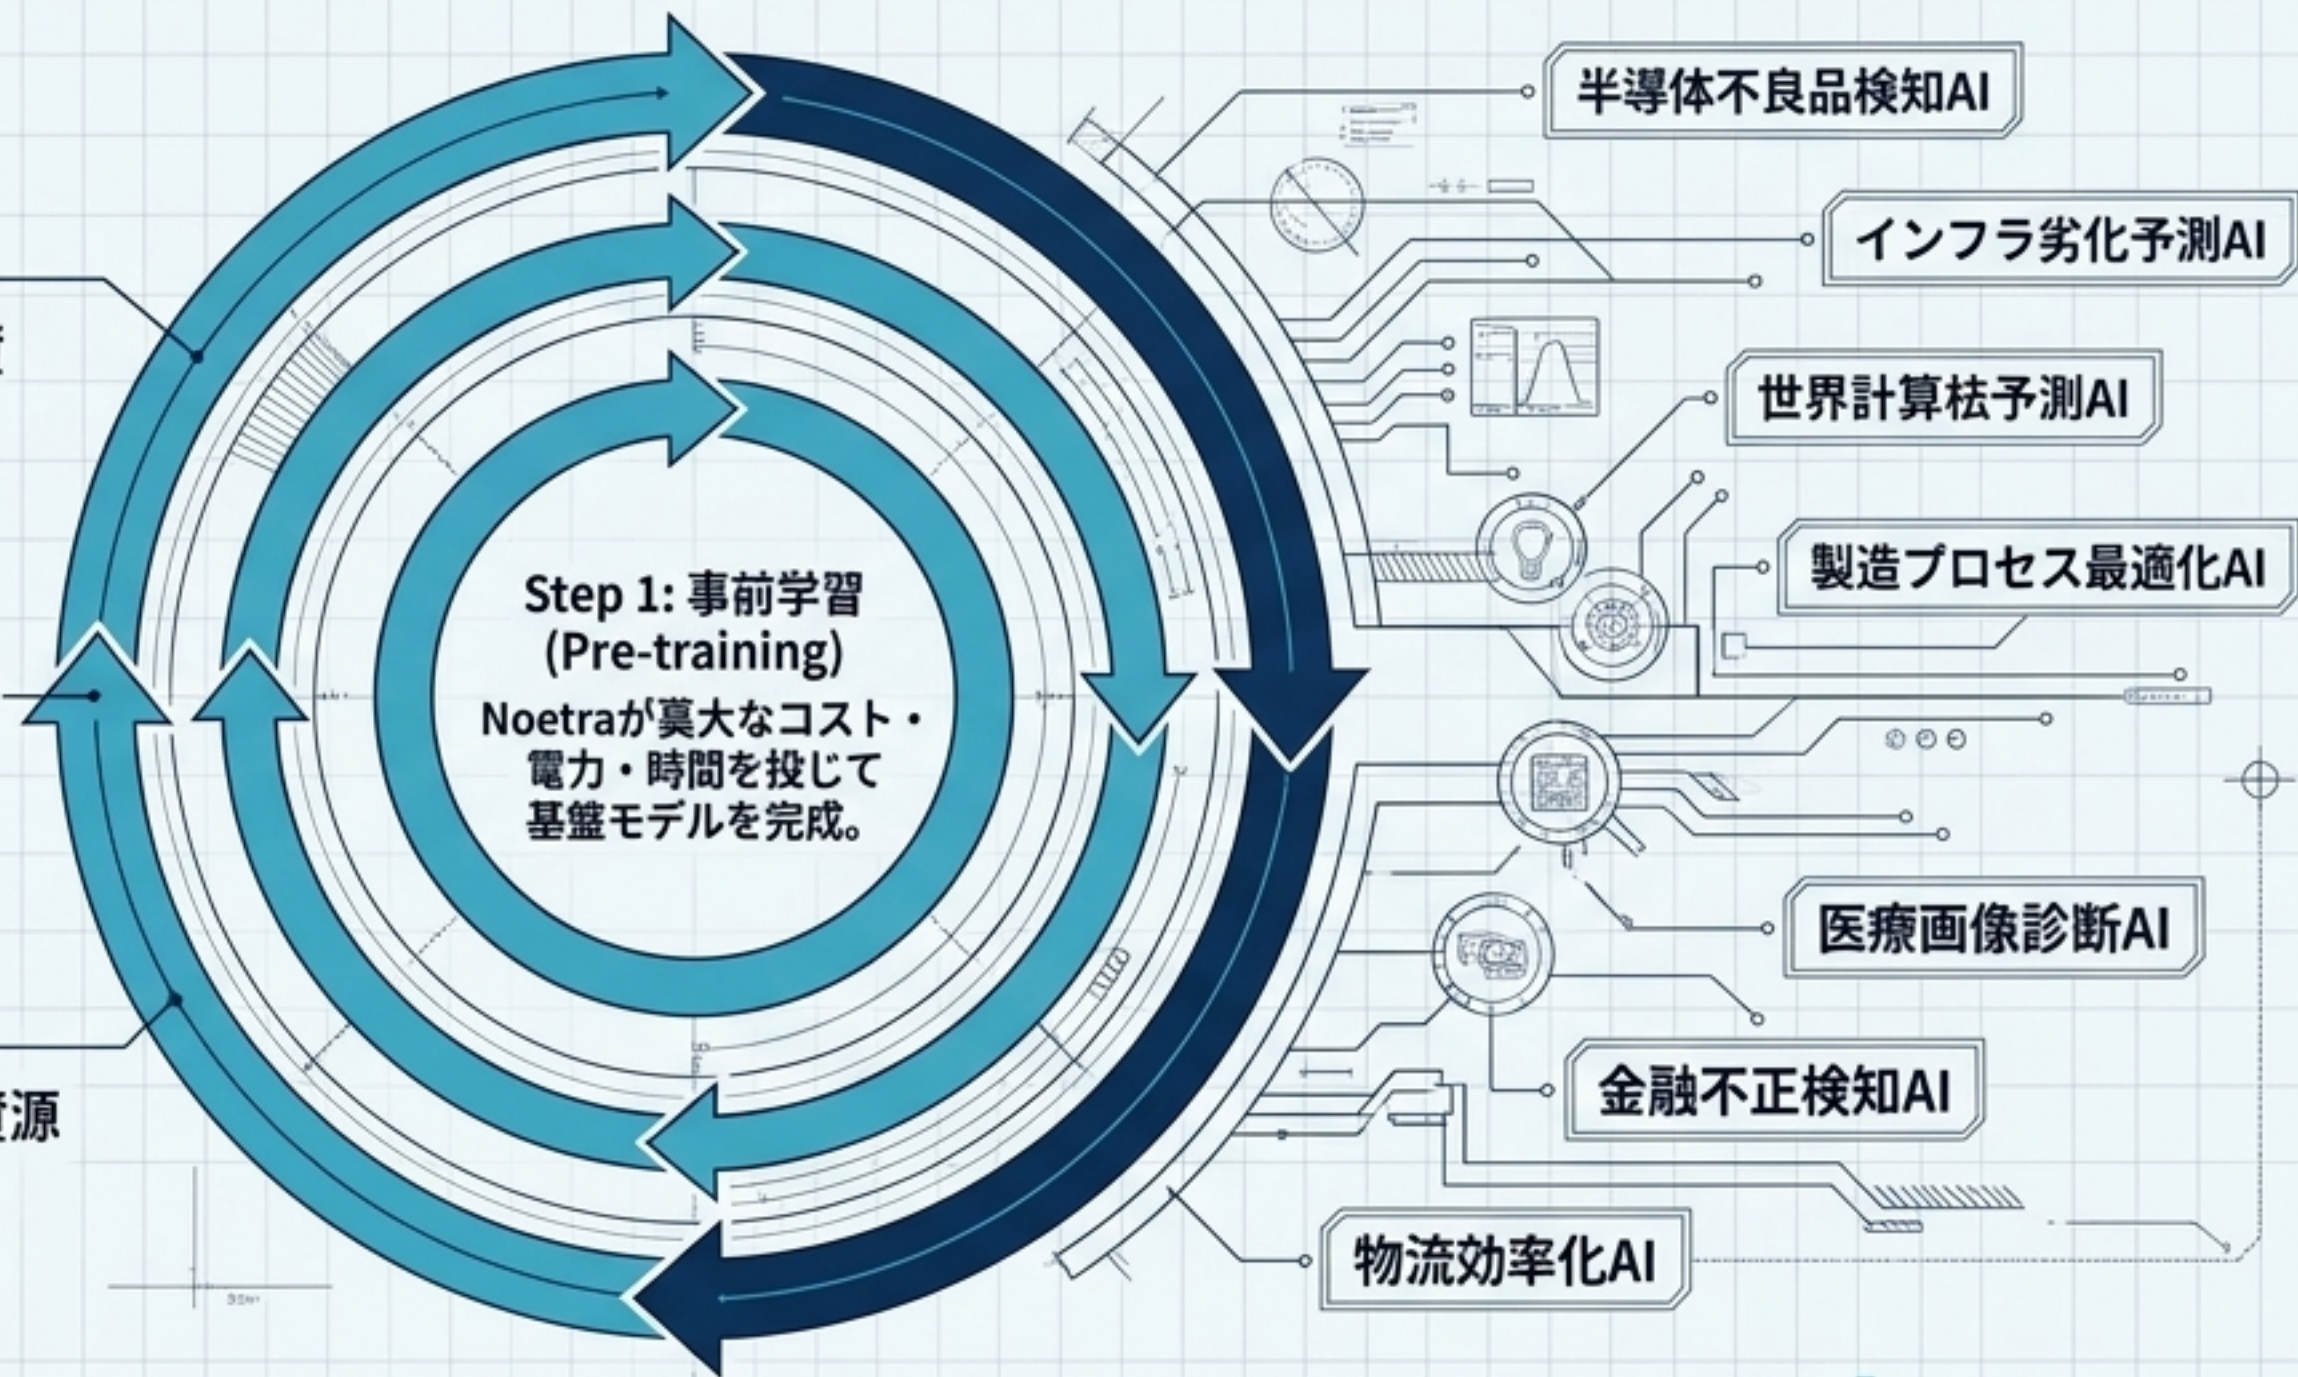 半導体不良品検知AI
インフラ劣化予測AI
世界計算枯予測AI
製造プロセス最適化AI
Step 1: 事前学習
(Pre-training)
Noetraが莫大なコスト・
電力・時間を投じて
基盤モデルを完成。
医療画像診断AI
金融不正検知AI
源
物流効率化AI